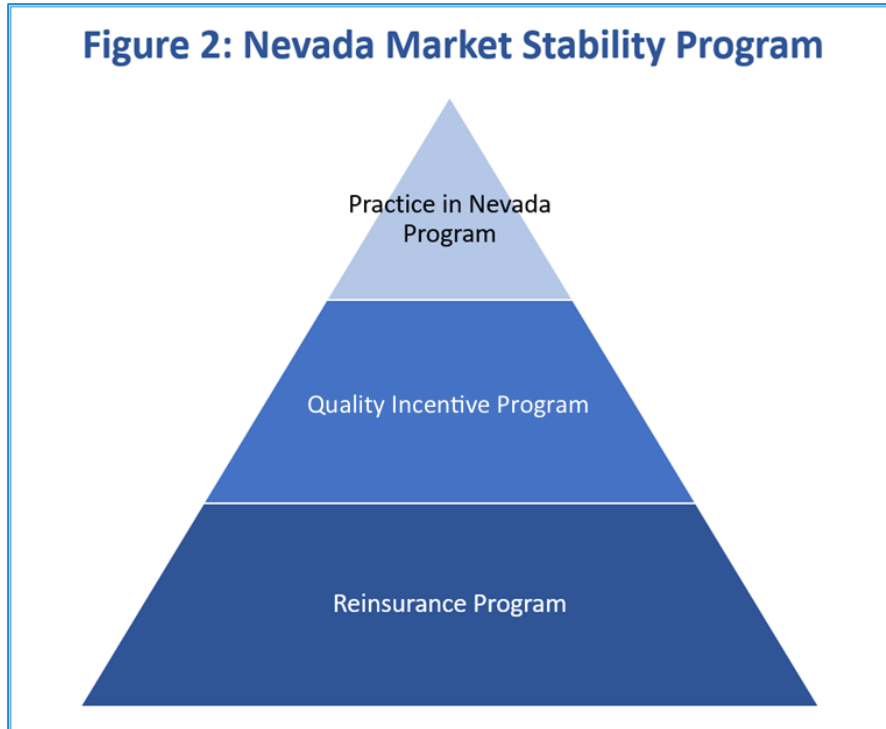 Figure 2: Nevada Market Stability Program
Practice in Nevada
Program
Quality Incentive Program
Reinsurance Program